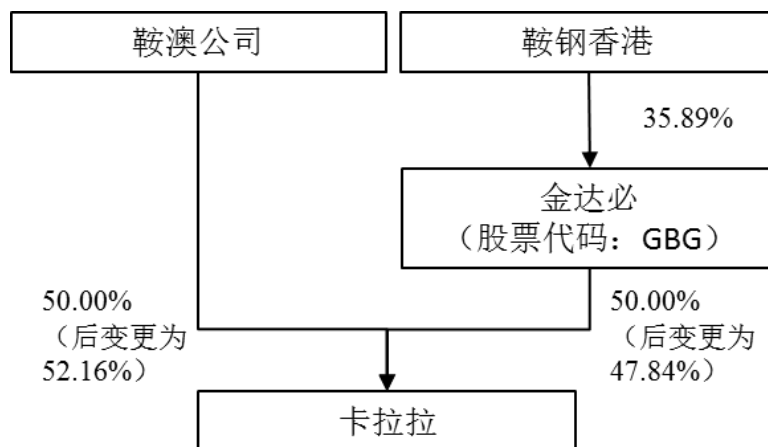 鞍澳公司
鞍钢香港
35.89%
金达必
（股票代码：GBG）
50.00%
（后变更为
52.16%）
50.00%
（后变更为
47.84%）
卡拉拉